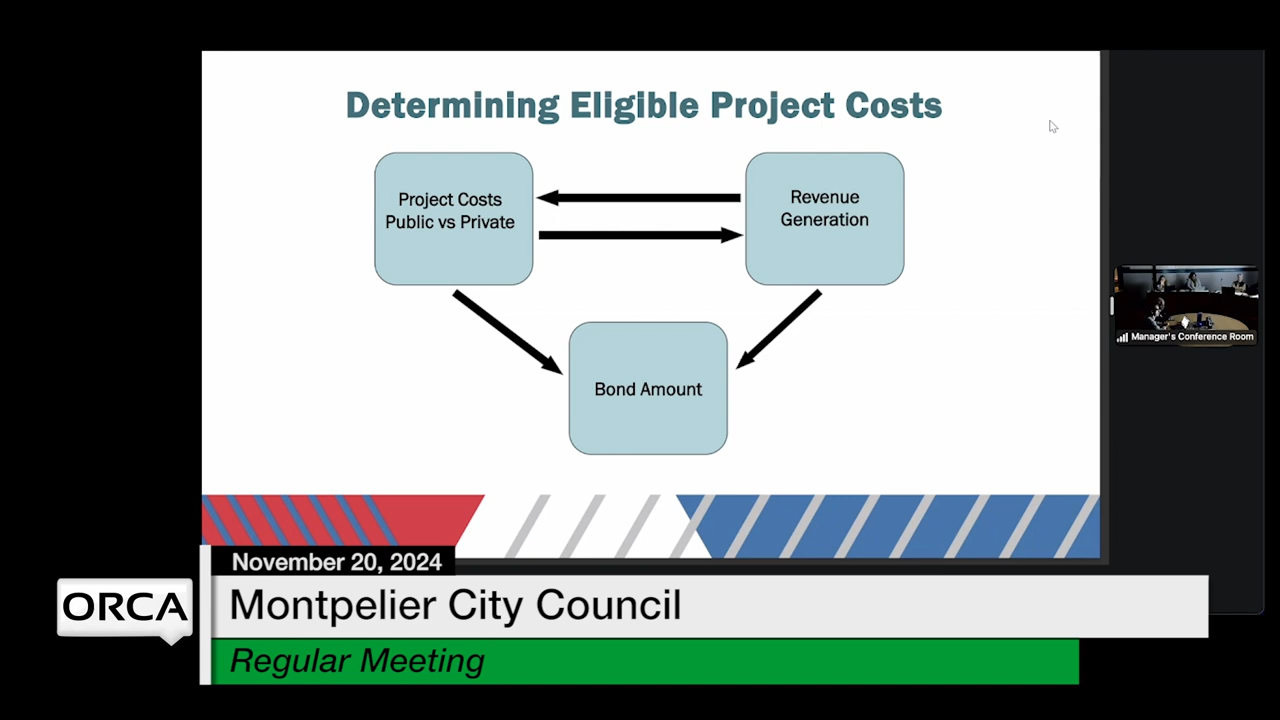 Determining Eligible Project Costs
Project Costs
Public vs Private
Revenue
Generation
Bond Amount
Manager's Conference Room
November 20, 2024
ORCA
Montpelier City Council
Regular Meeting